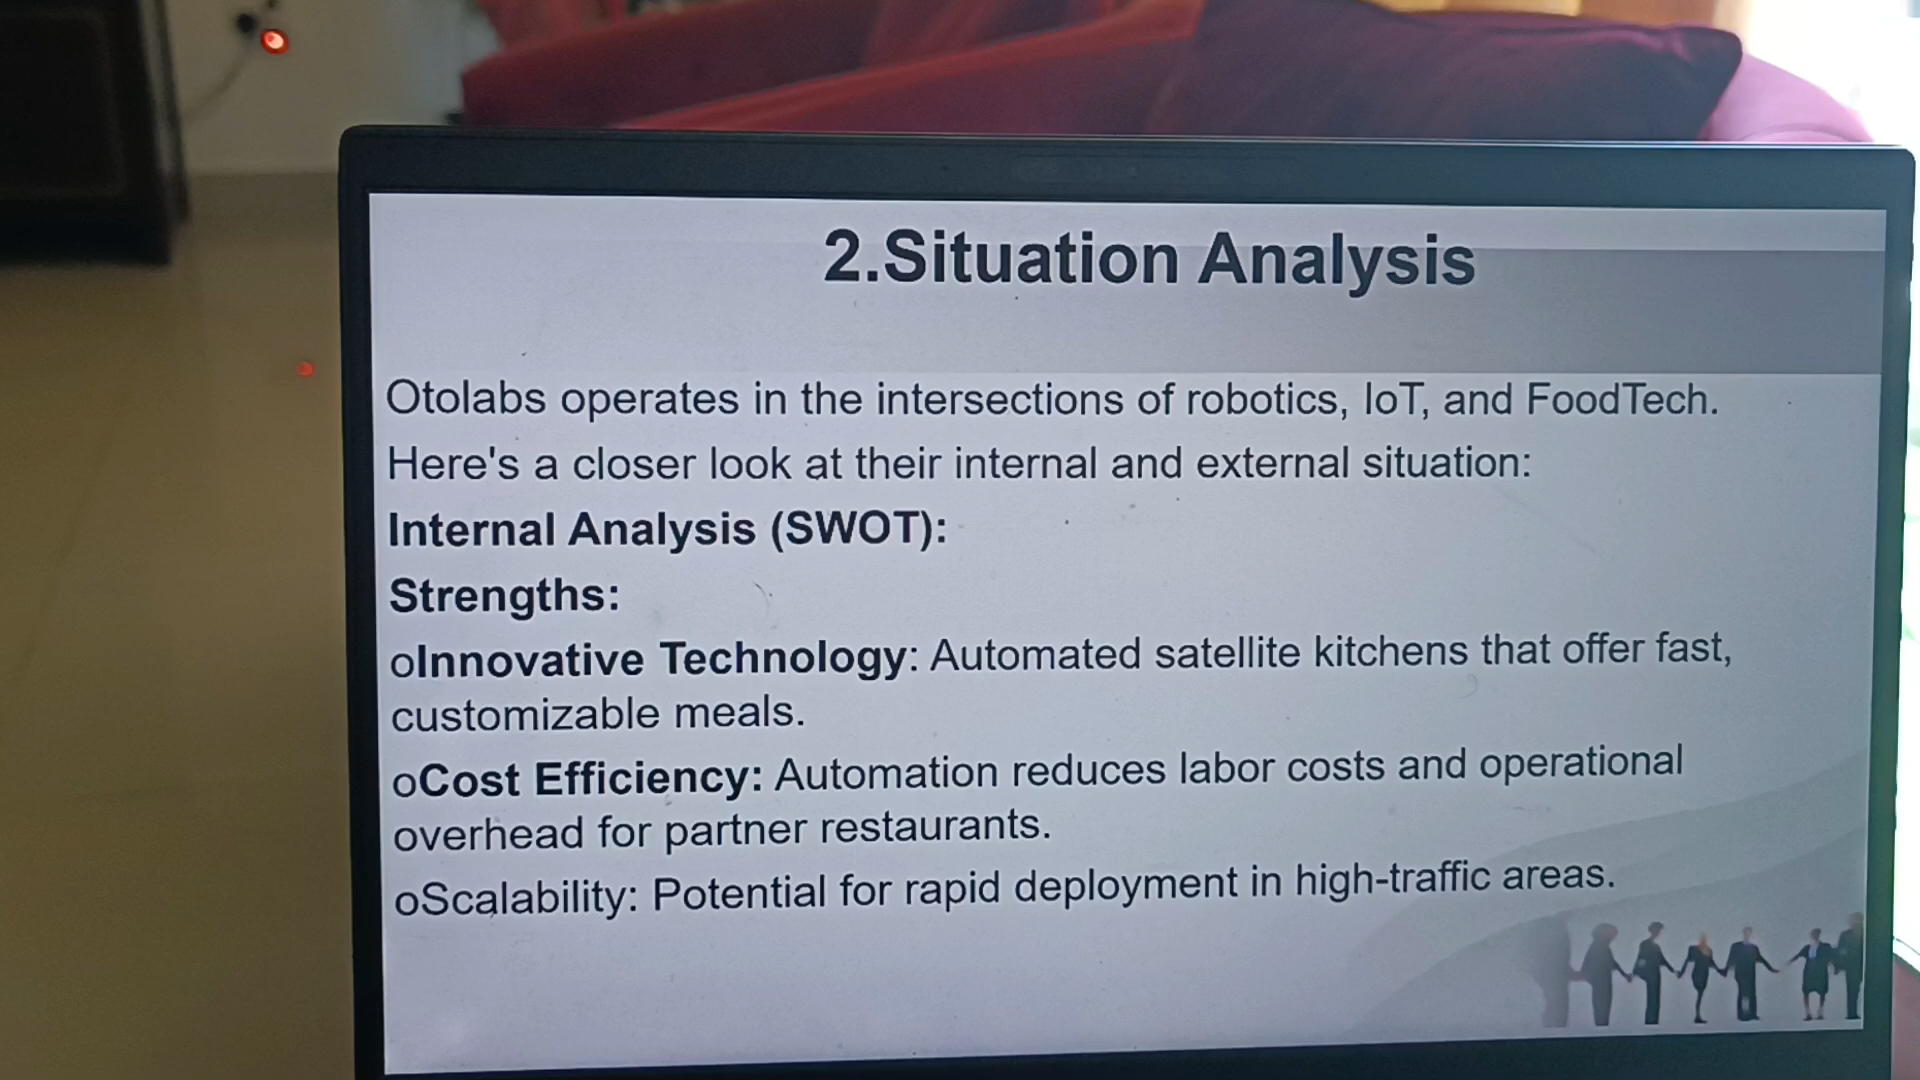 2.Situation Analysis
Otolabs operates in the intersections of robotics, IoT, and FoodTech.
Here's a closer look at their internal and external situation:
Internal Analysis (SWOT):
Strengths:
oInnovative Technology: Automated satellite kitchens that offer fast,
customizable meals.
oCost Efficiency: Automation reduces labor costs and operational
overhead for partner restaurants.
oScalability: Potential for rapid deployment in high-traffic areas.